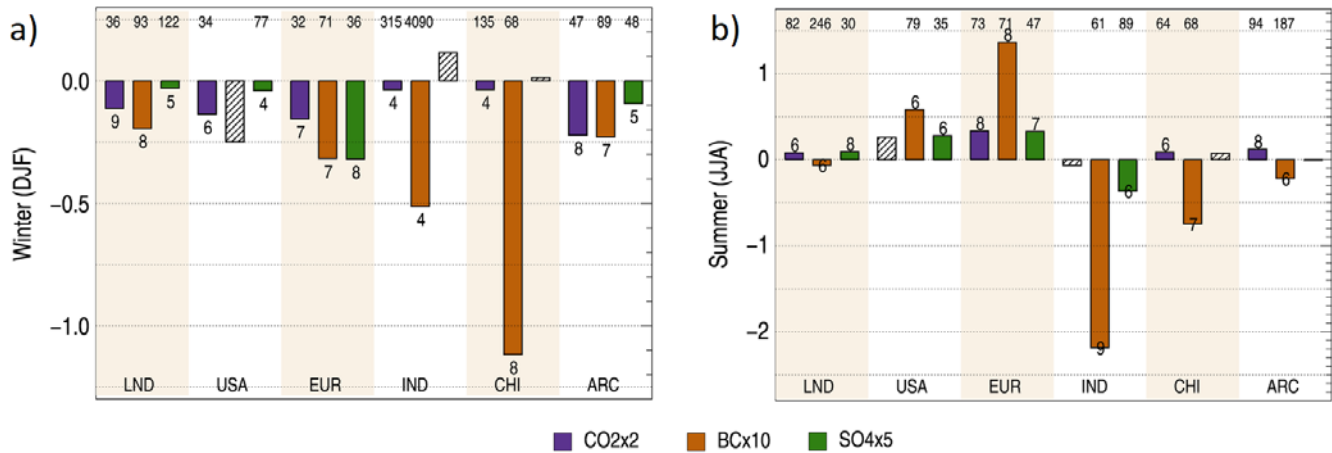 a)
36 93 122 34 77 32 71 36 315 4090 135 68 47 89 48
Winter (DJF)
0.0
−0.5
−1.0
9 8 5 6 4 7 7 8 4 4 4 8 8 7 5
LND USA EUR IND CHI ARC
b)
82 246 30 79 35 73 71 47 61 89 64 68 94 187
Summer (JJA)
1
0
−1
−2
6 6 8 6 6 8 8 7 9 6 6 7 8 6
LND USA EUR IND CHI ARC
CO2x2 BCx10 SO4x5